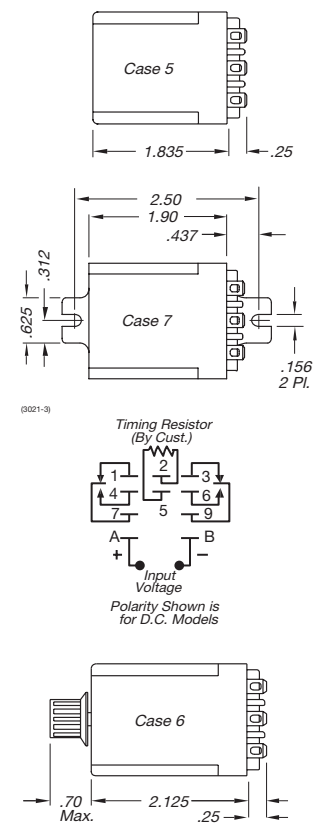 Case 5
1.835
.25
2.50
1.90
.437
.312
.625
Case 7
.156
2 Pl.
(3021-3)
Timing Resistor
(By Cust.)
1 2 3
4 6
7 5 9
A B
+ −
Input
Voltage
Polarity Shown is
for D.C. Models
Case 6
.70
Max.
2.125
.25